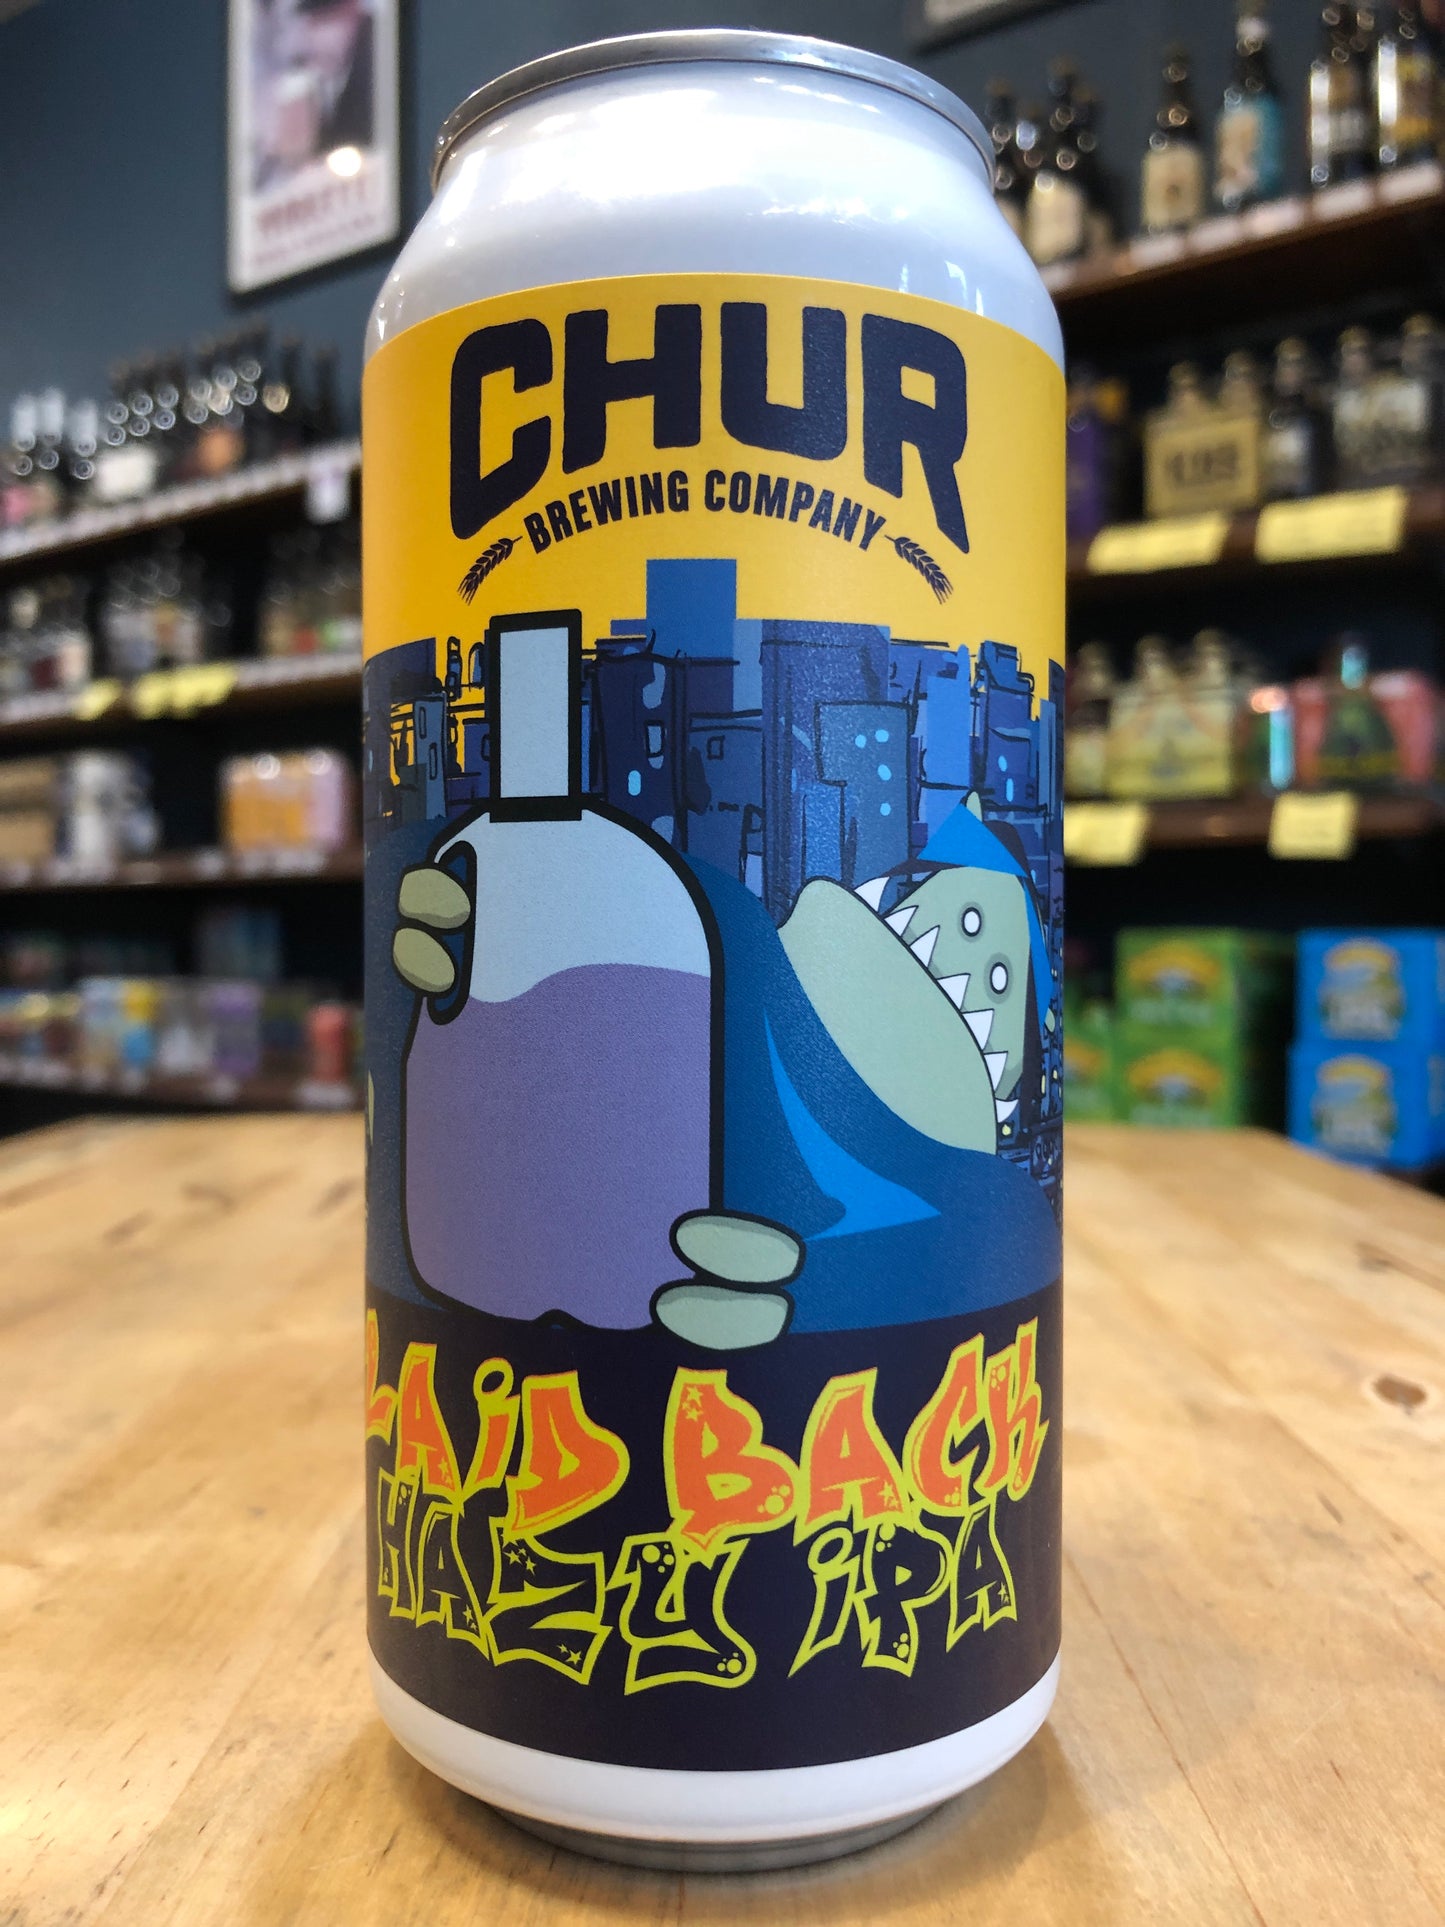 CHUR
BREWING COMPANY
LAID BACK
HAZY IPA